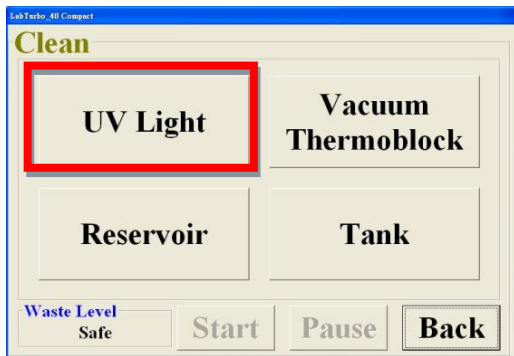 LabTurbo_48 Compact
Clean
UV Light
Vacuum
Thermoblock
Reservoir
Tank
Waste Level
Safe
Start
Pause
Back